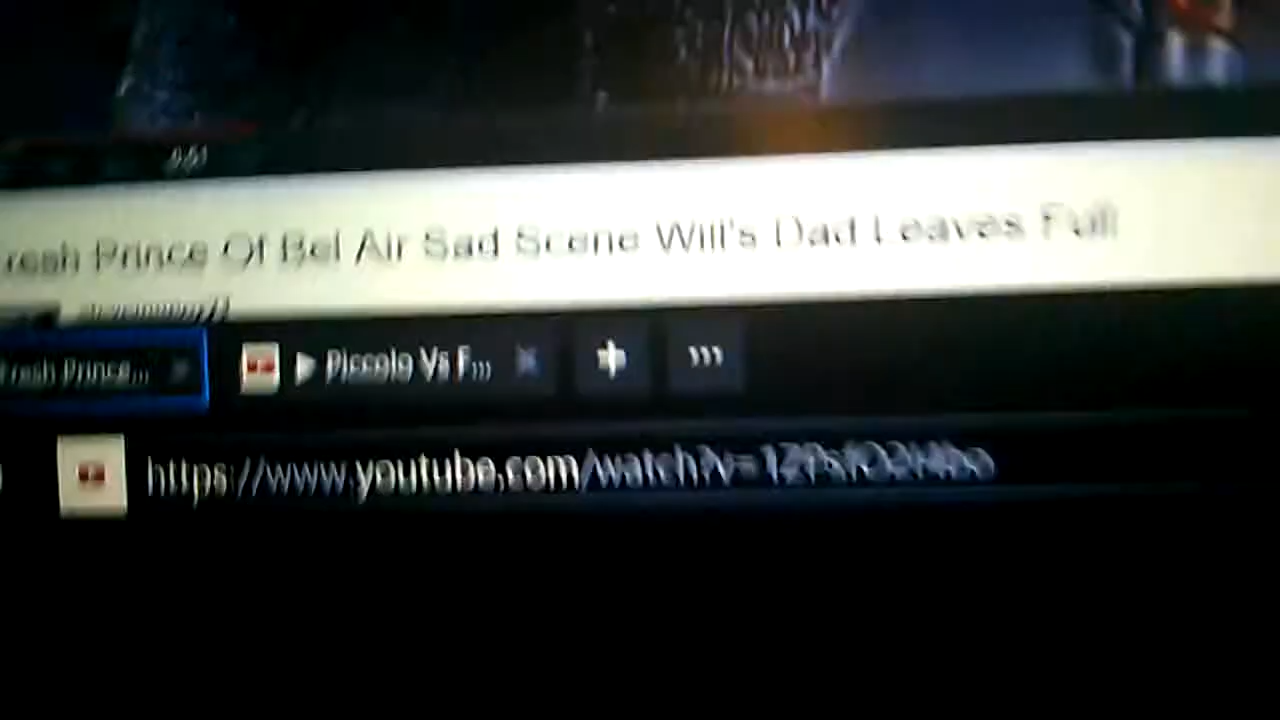 resh Prince Of Bel Air Sad Scene Will's Dad Leaves Full
Fresh Prince... Piccolo Vs F...
https://www.youtube.com/watch?v=